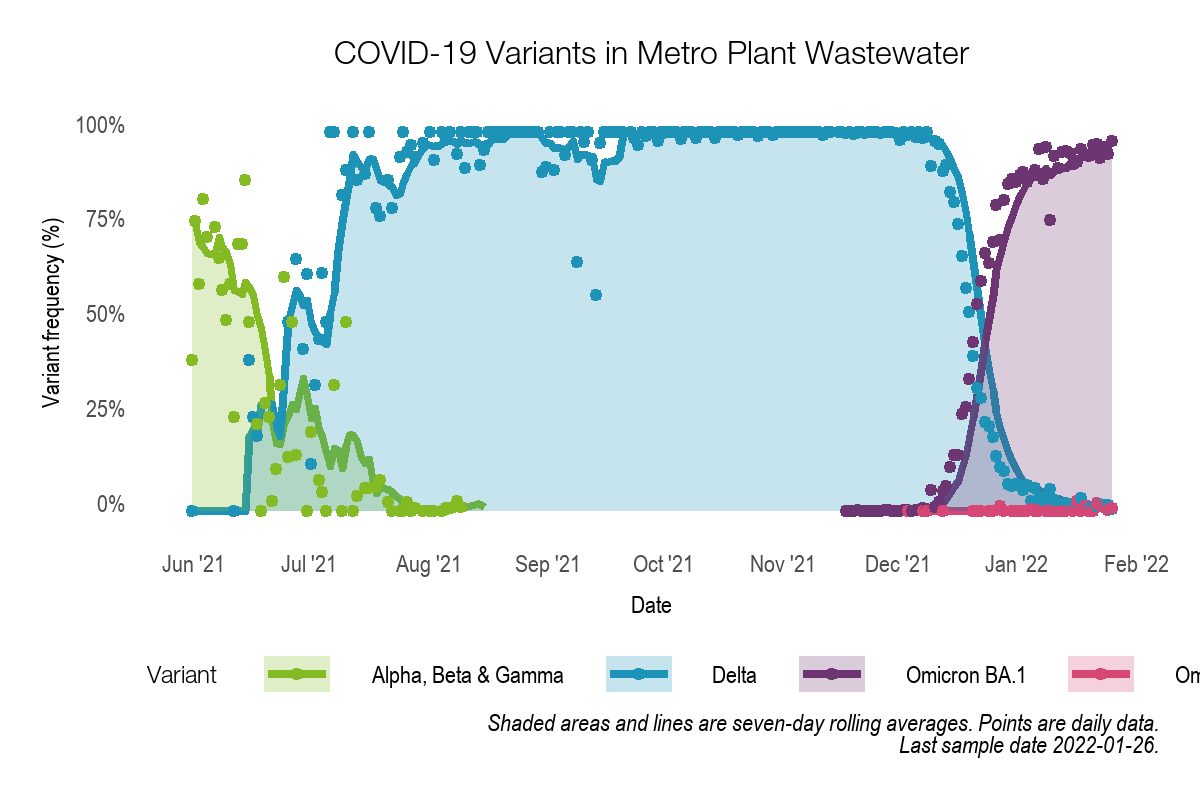 COVID-19 Variants in Metro Plant Wastewater
100%
75%
50%
25%
0%
Variant frequency (%)
Jun '21 Jul '21 Aug '21 Sep '21 Oct '21 Nov '21 Dec '21 Jan '22 Feb '22
Date
Variant Alpha, Beta & Gamma Delta Omicron BA.1 Om
Shaded areas and lines are seven-day rolling averages. Points are daily data.
Last sample date 2022-01-26.